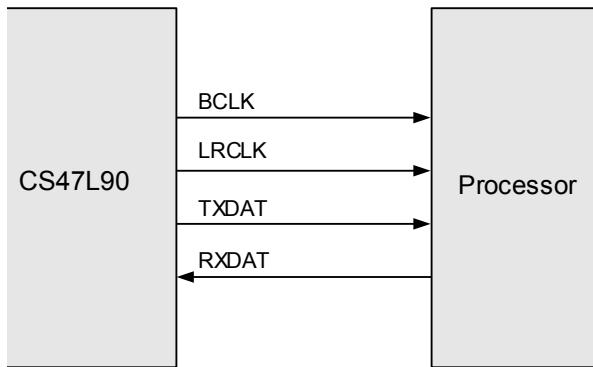 BCLK
LRCLK
CS47L90
Processor
TXDAT
RXDAT